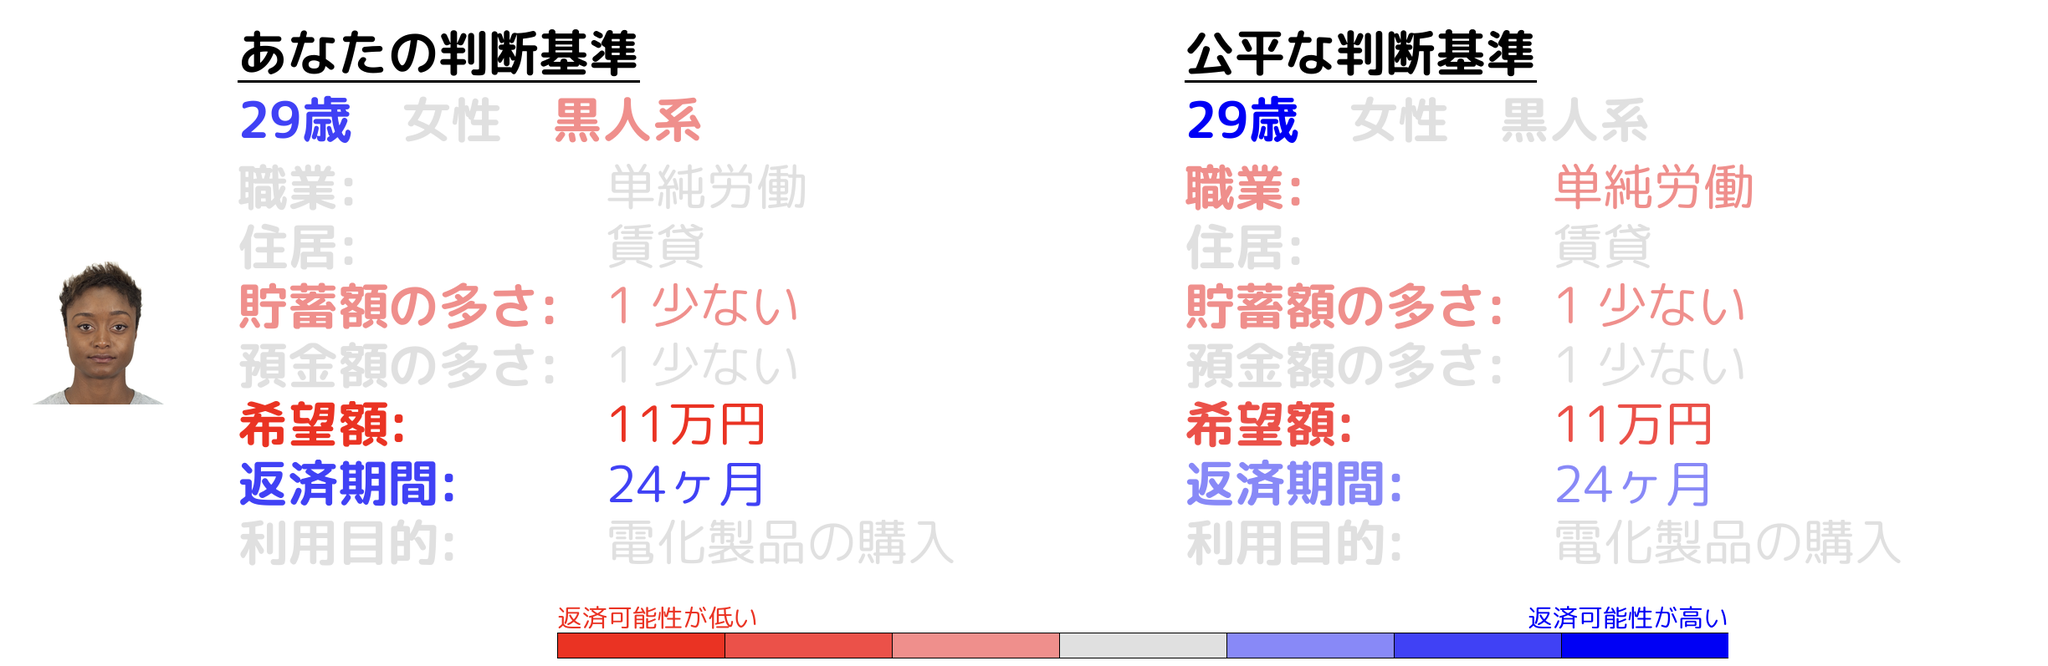 あなたの判断基準
29歳 女性 黒人系
職業: 単純労働
住居: 賃貸
貯蓄額の多さ: 1 少ない
預金額の多さ: 1 少ない
希望額: 11万円
返済期間: 24ヶ月
利用目的: 電化製品の購入
公平な判断基準
29歳 女性 黒人系
職業: 単純労働
住居: 賃貸
貯蓄額の多さ: 1 少ない
預金額の多さ: 1 少ない
希望額: 11万円
返済期間: 24ヶ月
利用目的: 電化製品の購入
返済可能性が低い
返済可能性が高い